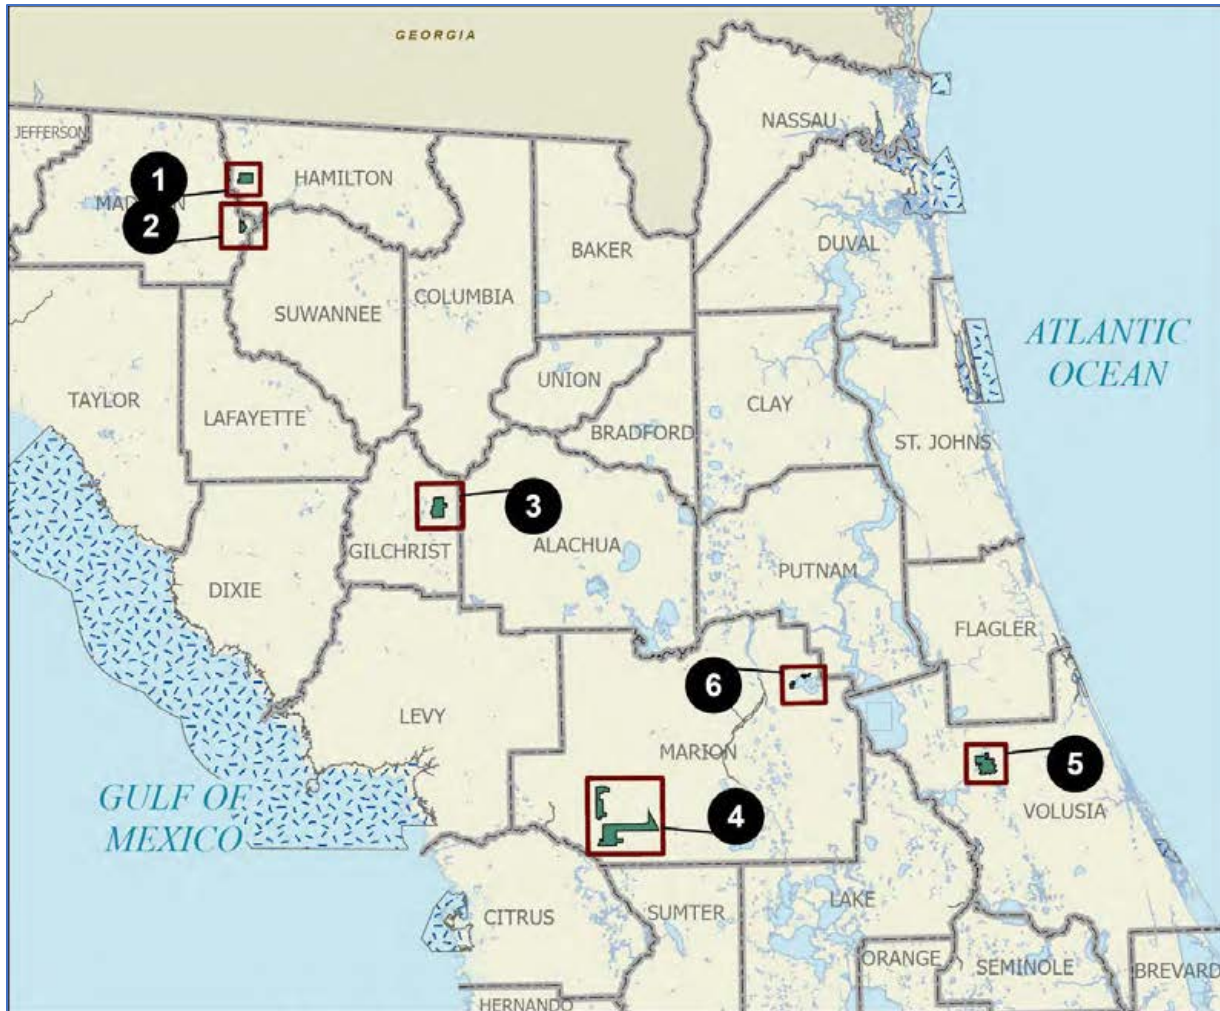 GEORGIA
NASSAU
JEFFERSON
1
HAMILTON
2
DUVAL
BAKER
COLUMBIA
SUWANNEE
ATLANTIC
OCEAN
UNION
TAYLOR
CLAY
LAFAYETTE
BRADFORD
ST. JOHNS
3
ALACHUA
GILCHRIST
PUTNAM
DIXIE
FLAGLER
6
LEVY
MARION
5
GULF OF
MEXICO
4
VOLUSIA
LAKE
CITRUS
SUMTER
ORANGE
SEMINOLE
BREVARD
HERNANDO